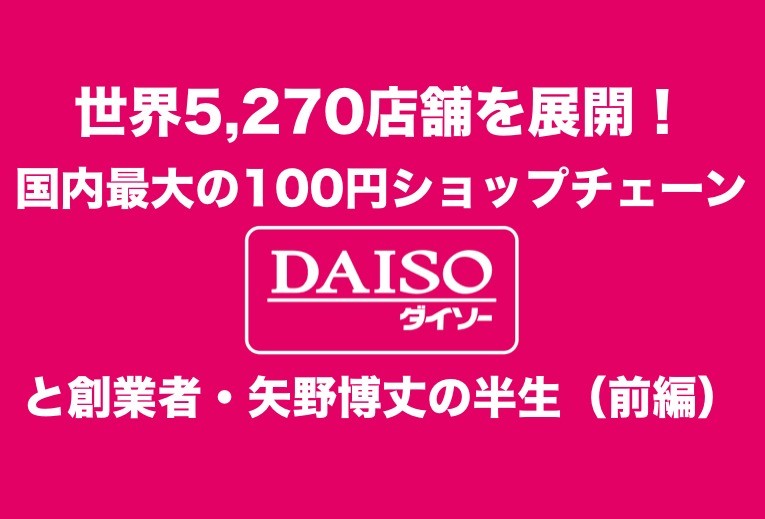 世界5,270店舗を展開！
国内最大の100円ショップチェーン
DAISO
ダイソー
と創業者・矢野博丈の半生（前編）